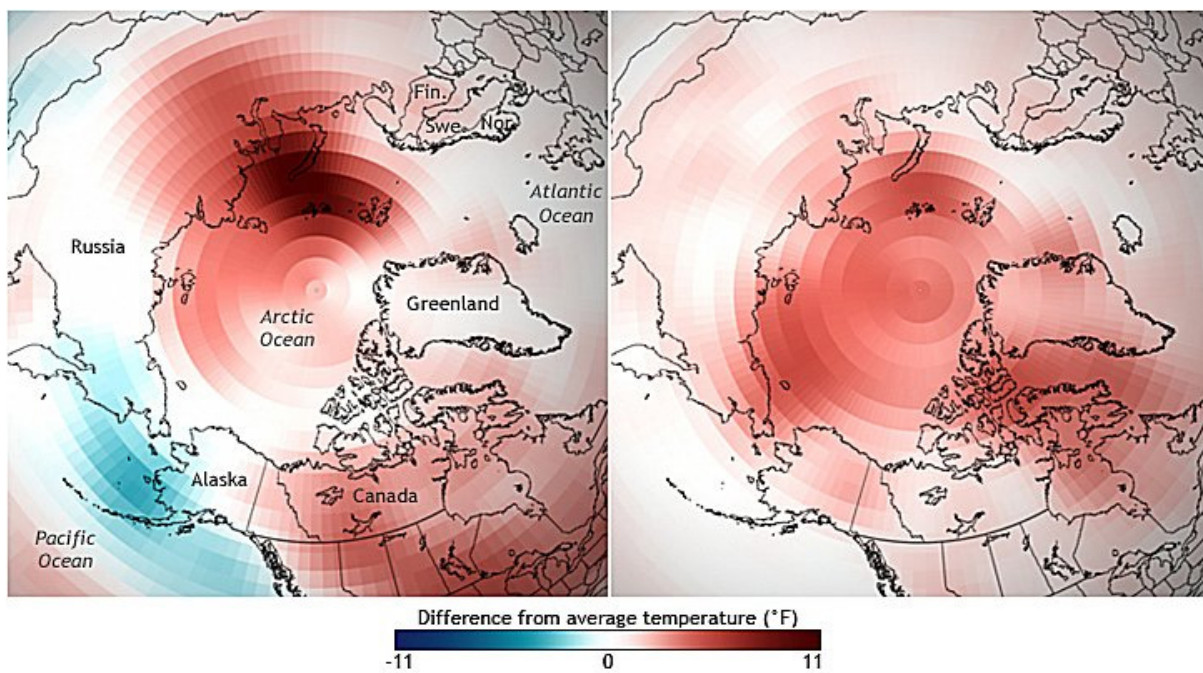 Fin.
Swe.
Nor.
Atlantic
Ocean
Russia
Greenland
Arctic
Ocean
Alaska
Canada
Pacific
Ocean
Difference from average temperature (°F)
-11 0 11